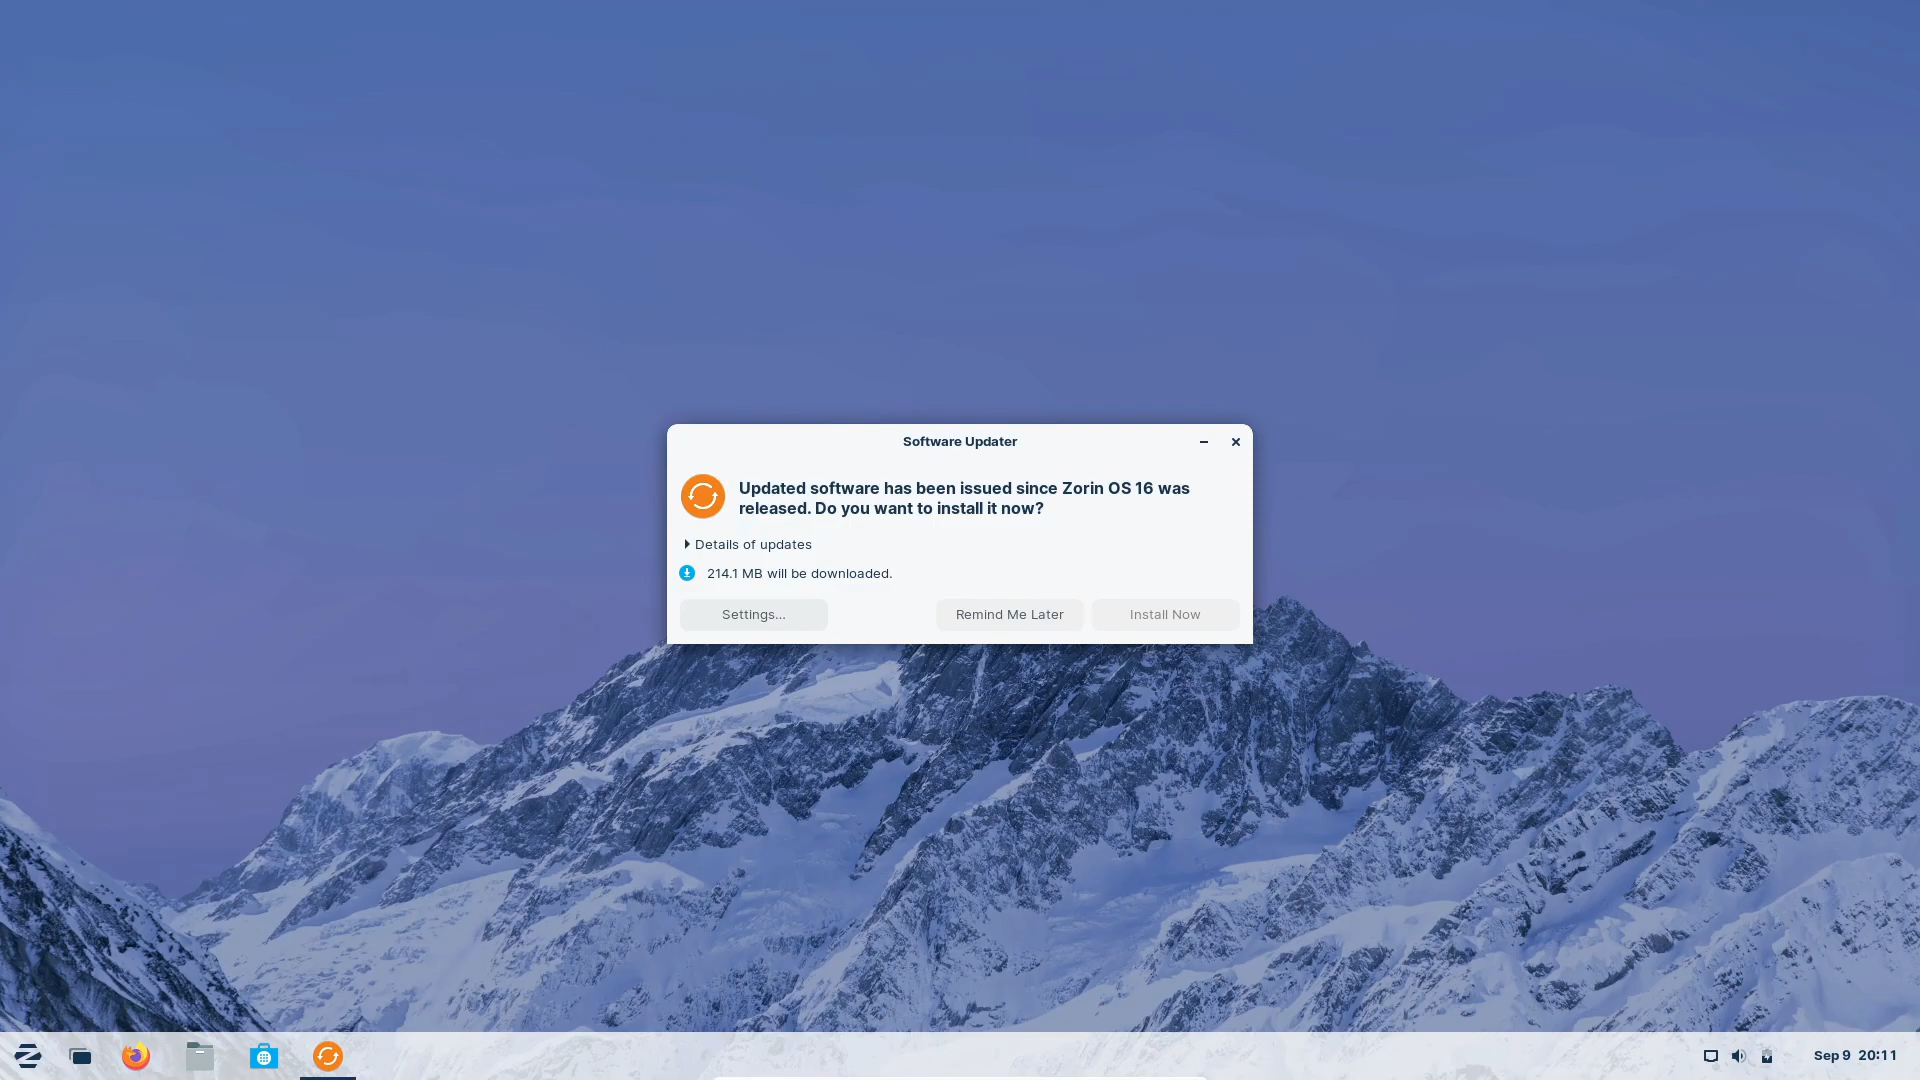 Software Updater
Updated software has been issued since Zorin OS 16 was
released. Do you want to install it now?
Details of updates
214.1 MB will be downloaded.
Settings...
Remind Me Later
Install Now
Sep 9 20:11